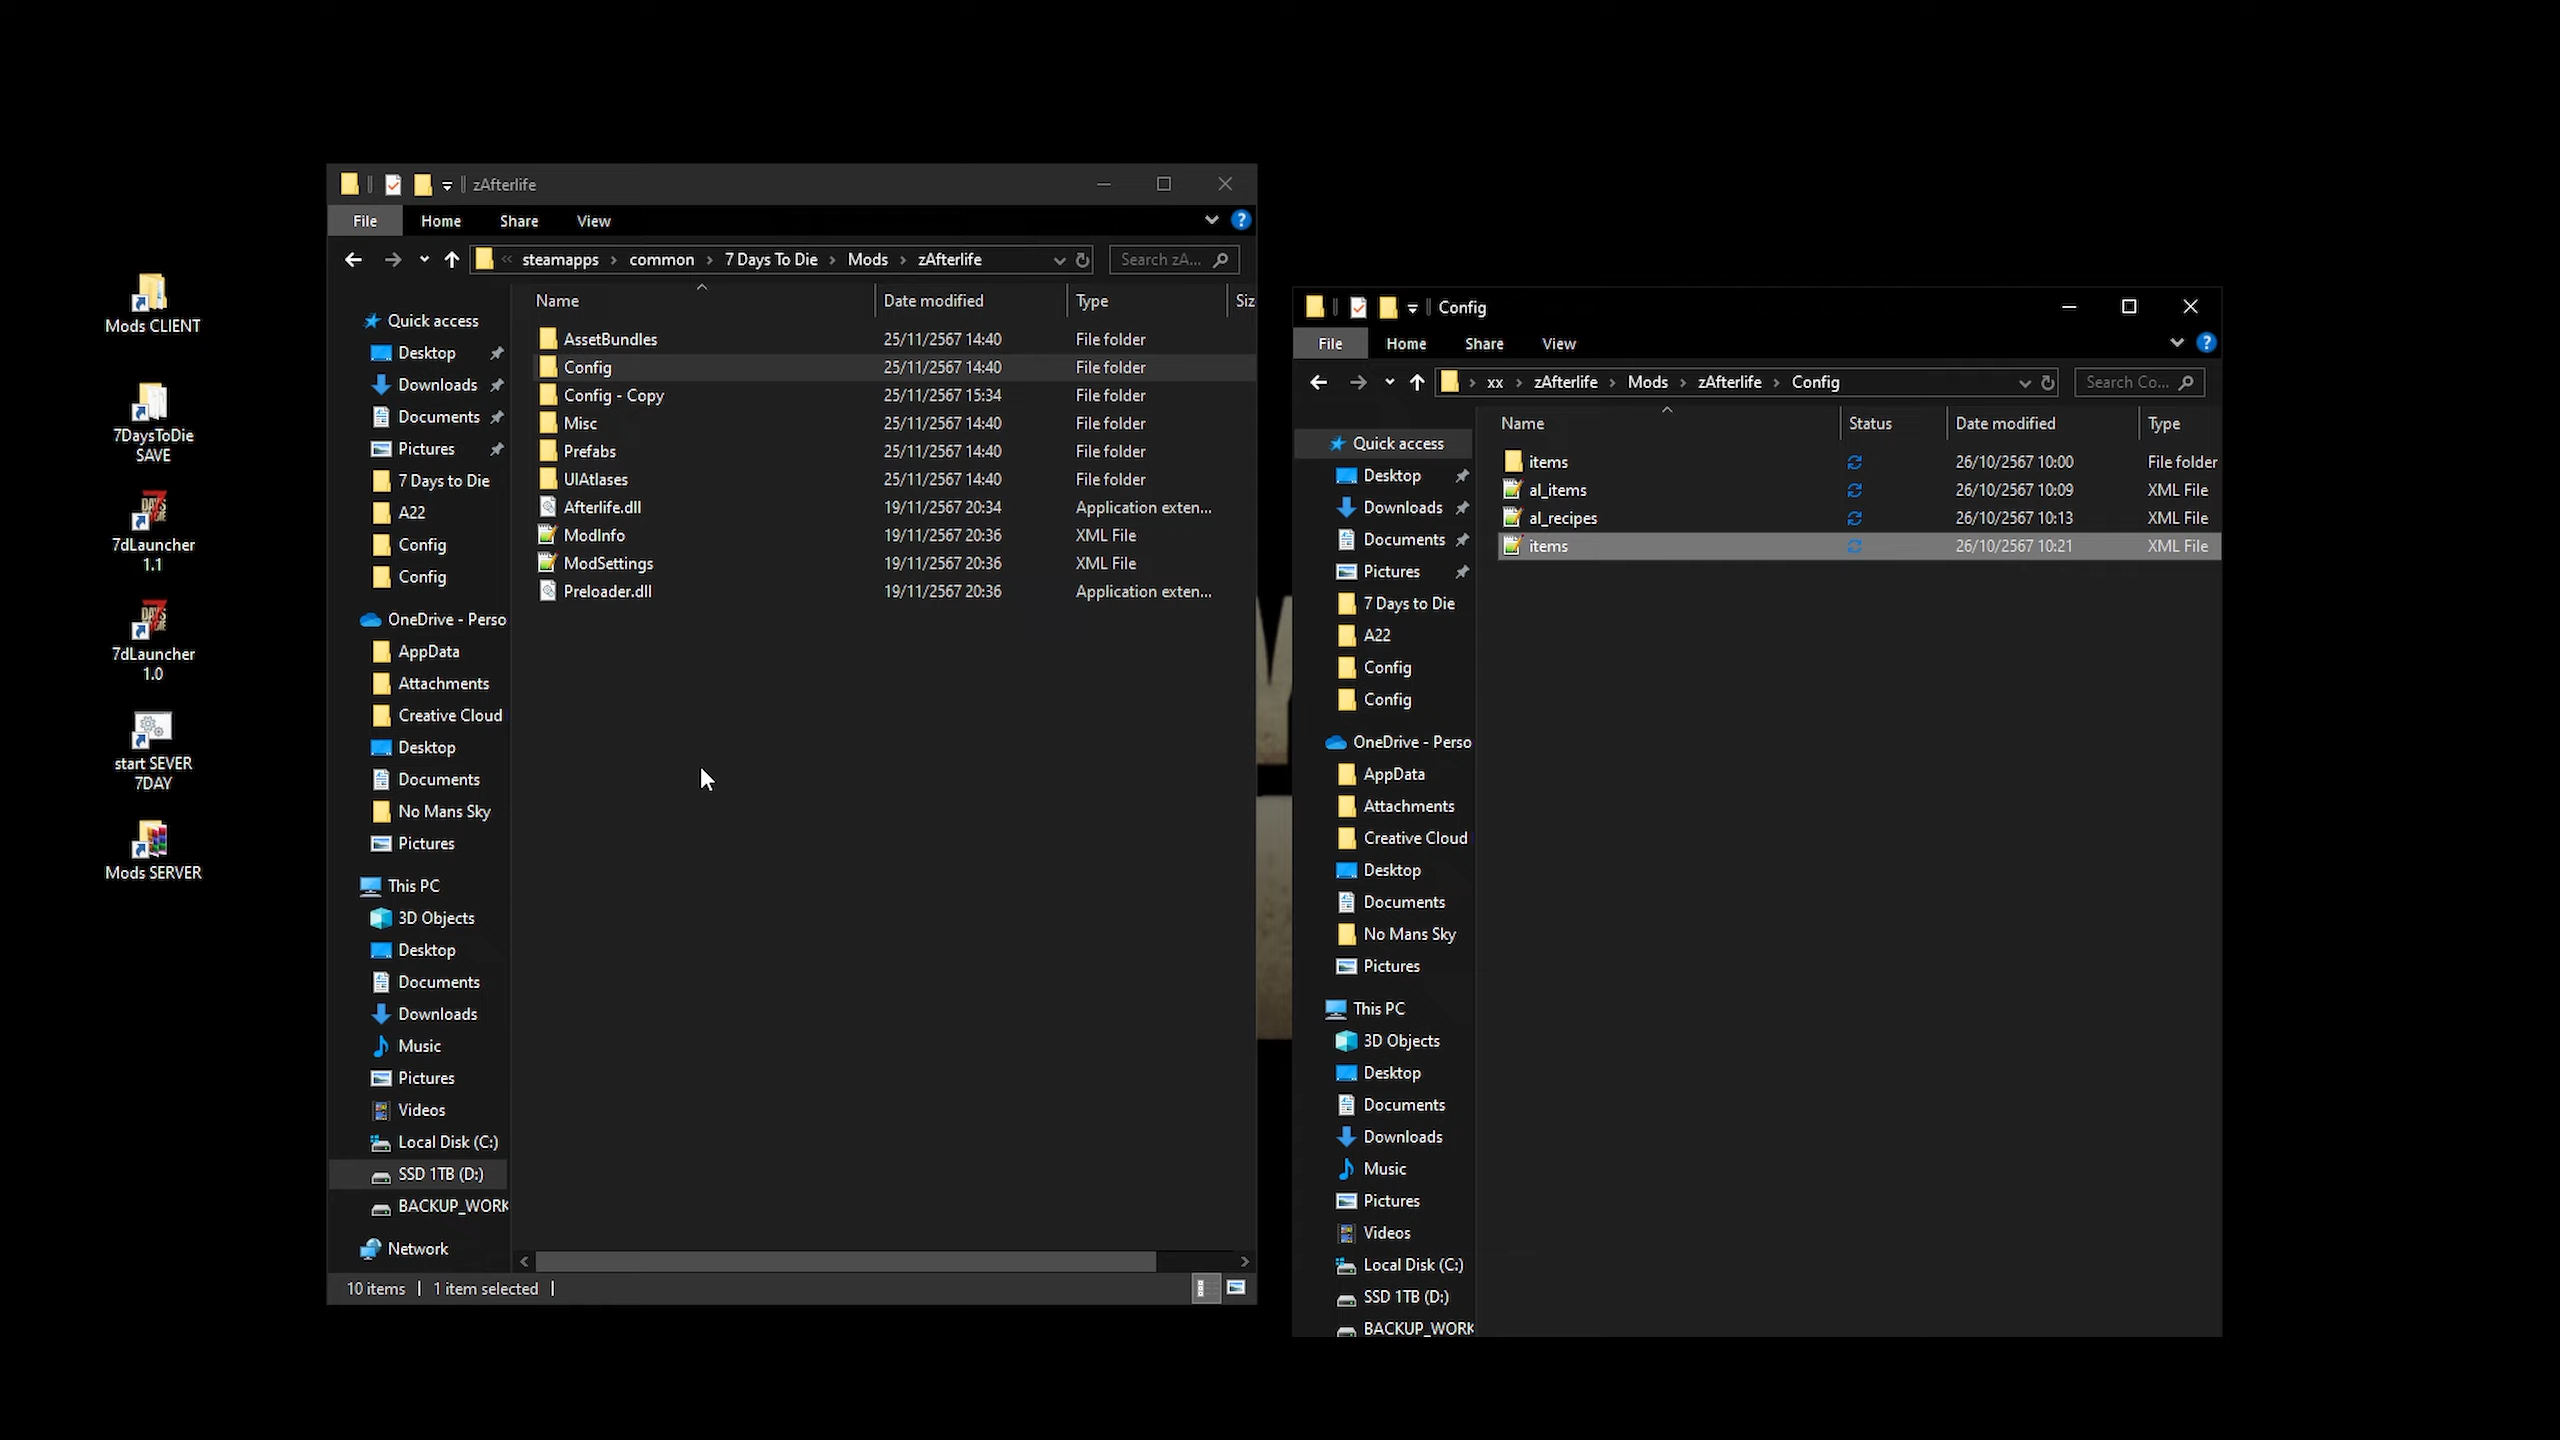 Mods CLIENT
7DaysToDie
SAVE
7dLauncher
1.1
7dLauncher
1.0
start SEVER
7DAY
Mods SERVER
zAfterlife
File Home Share View
« steamapps > common > 7 Days To Die > Mods > zAfterlife
Search zA...
Name Date modified Type Siz
AssetBundles 25/11/2567 14:40 File folder
Config 25/11/2567 14:40 File folder
Config - Copy 25/11/2567 15:34 File folder
Misc 25/11/2567 14:40 File folder
Prefabs 25/11/2567 14:40 File folder
UIAtlases 25/11/2567 14:40 File folder
Afterlife.dll 19/11/2567 20:34 Application exten...
ModInfo 19/11/2567 20:36 XML File
ModSettings 19/11/2567 20:36 XML File
Preloader.dll 19/11/2567 20:36 Application exten...
Quick access
Desktop
Downloads
Documents
Pictures
7 Days to Die
A22
Config
Config
OneDrive - Perso
AppData
Attachments
Creative Cloud
Desktop
Documents
No Mans Sky
Pictures
This PC
3D Objects
Desktop
Documents
Downloads
Music
Pictures
Videos
Local Disk (C:)
SSD 1TB (D:)
BACKUP_WORK
Network
10 items 1 item selected
Config
File Home Share View
> xx > zAfterlife > Mods > zAfterlife > Config
Search Co...
Name Status Date modified Type
items 26/10/2567 10:00 File folder
al_items 26/10/2567 10:09 XML File
al_recipes 26/10/2567 10:13 XML File
items 26/10/2567 10:21 XML File
Quick access
Desktop
Downloads
Documents
Pictures
7 Days to Die
A22
Config
Config
OneDrive - Perso
AppData
Attachments
Creative Cloud
Desktop
Documents
No Mans Sky
Pictures
This PC
3D Objects
Desktop
Documents
Downloads
Music
Pictures
Videos
Local Disk (C:)
SSD 1TB (D:)
BACKUP_WORK